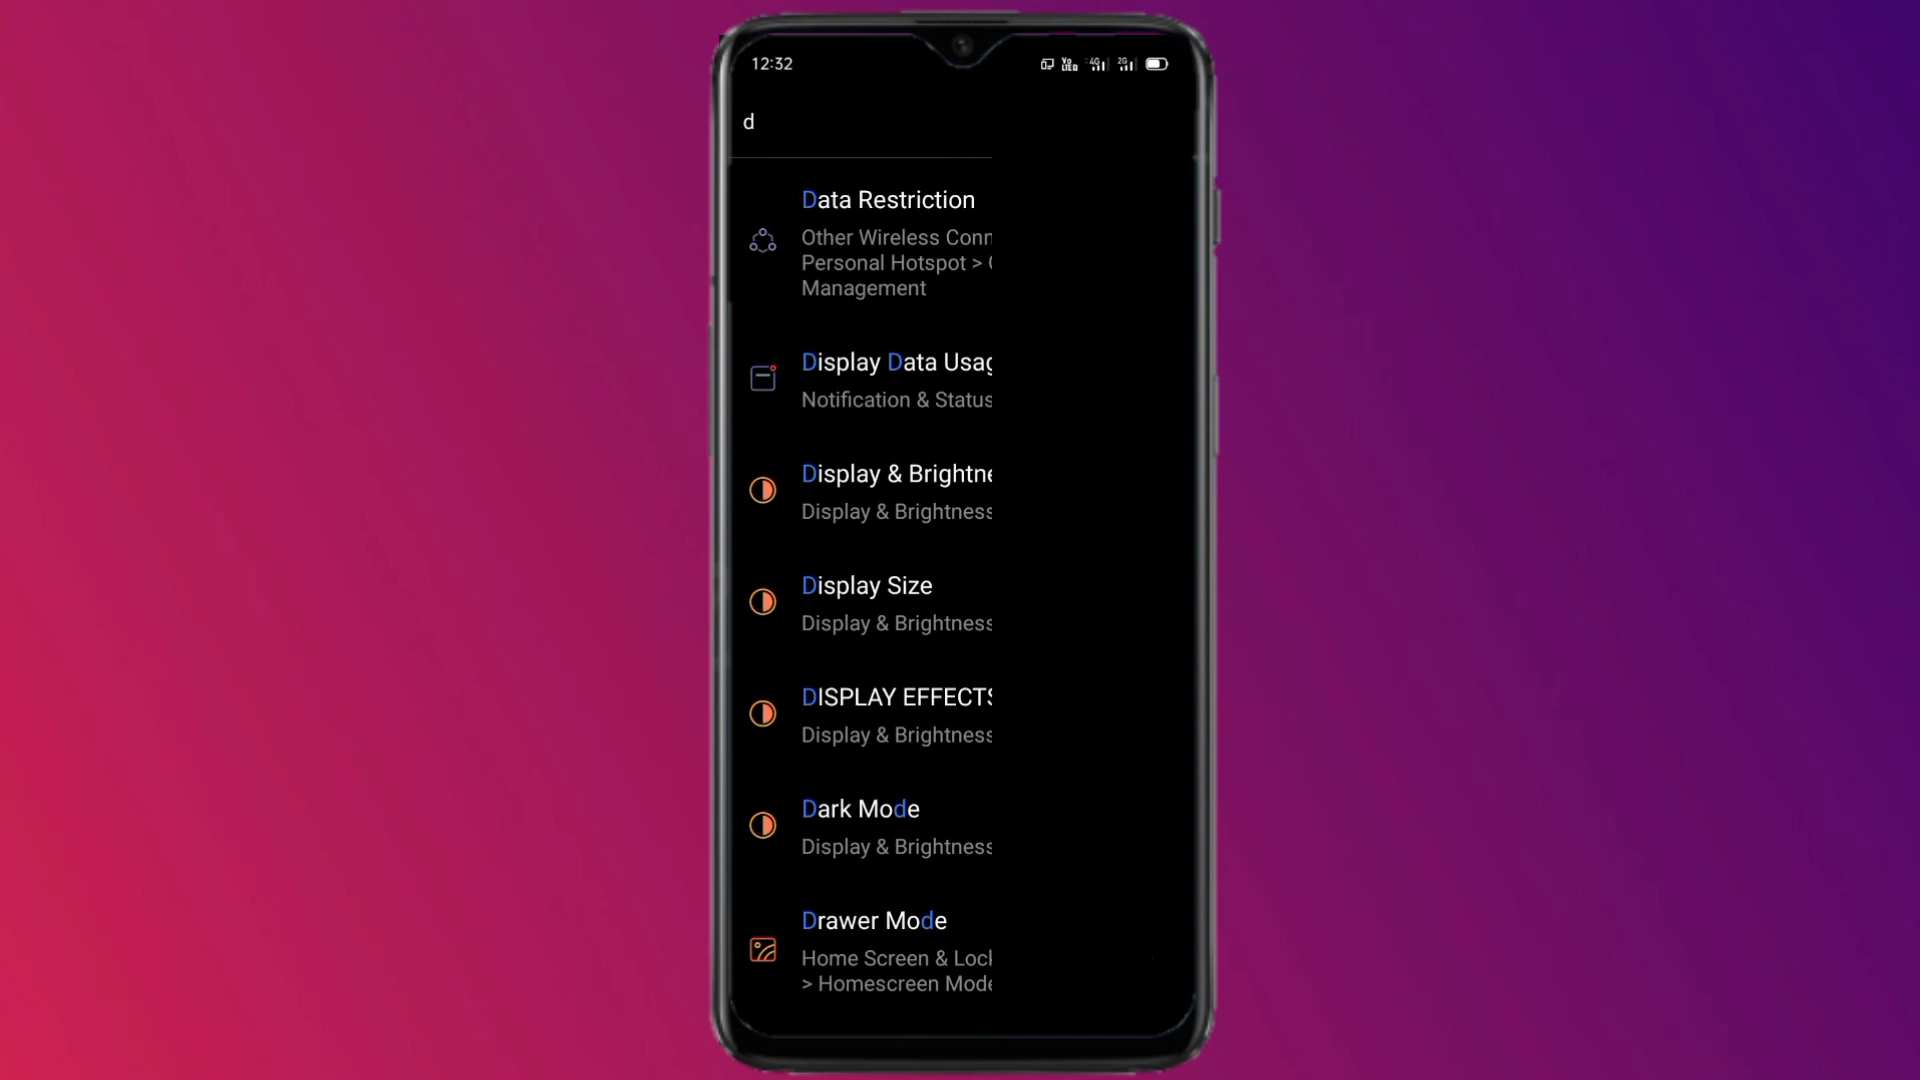 12:32
4G
2G
d
Data Restriction
Other Wireless Conn
Personal Hotspot >
Management
Display Data Usag
Notification & Status
Display & Brightne
Display & Brightness
Display Size
Display & Brightness
DISPLAY EFFECTS
Display & Brightness
Dark Mode
Display & Brightness
Drawer Mode
Home Screen & Lock
> Homescreen Mode